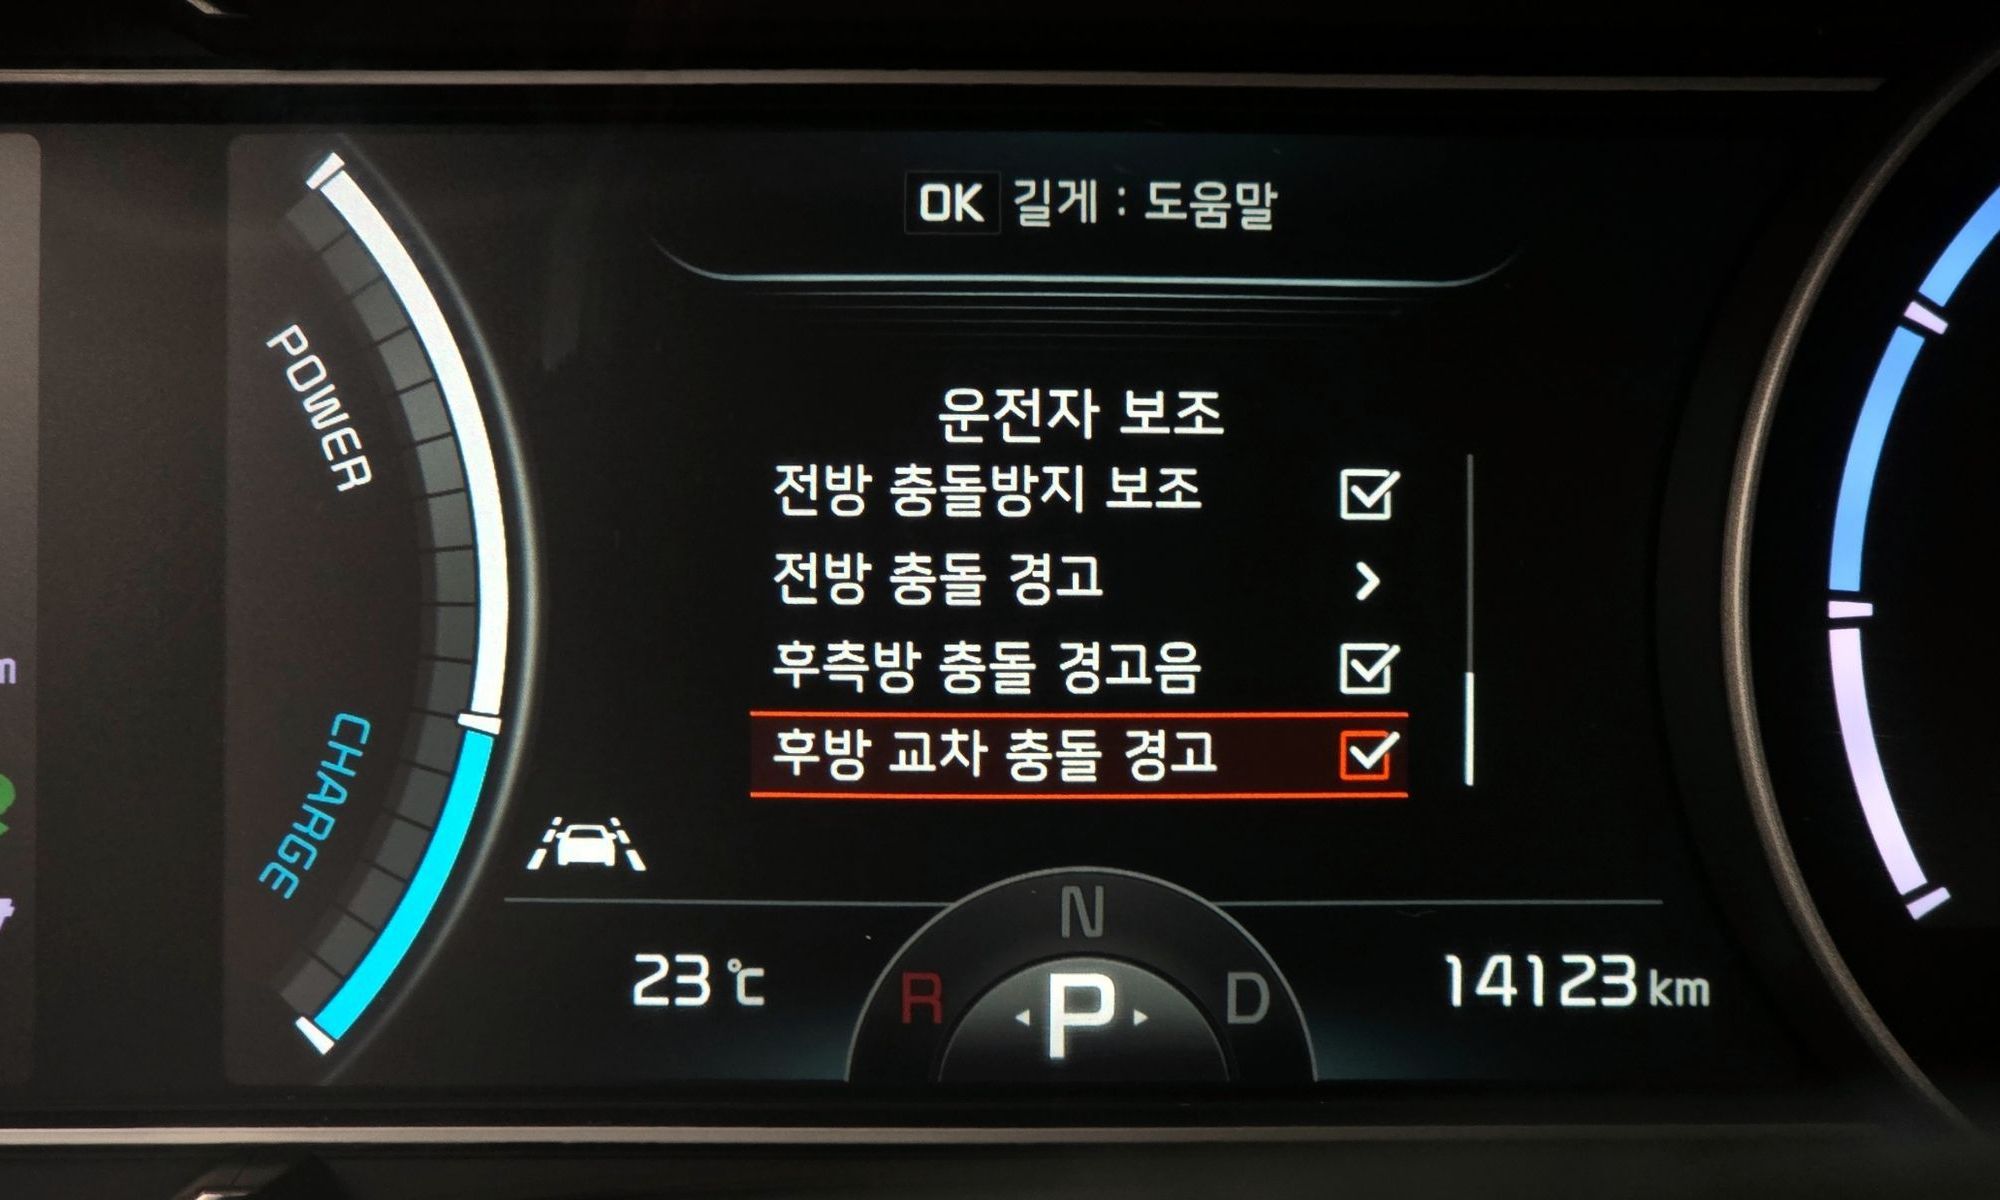 OK 길게 : 도움말
POWER
운전자 보조
전방 충돌방지 보조
전방 충돌 경고
후측방 충돌 경고음
후방 교차 충돌 경고
CHARGE
m
N
R P D
23 ℃
14123 km